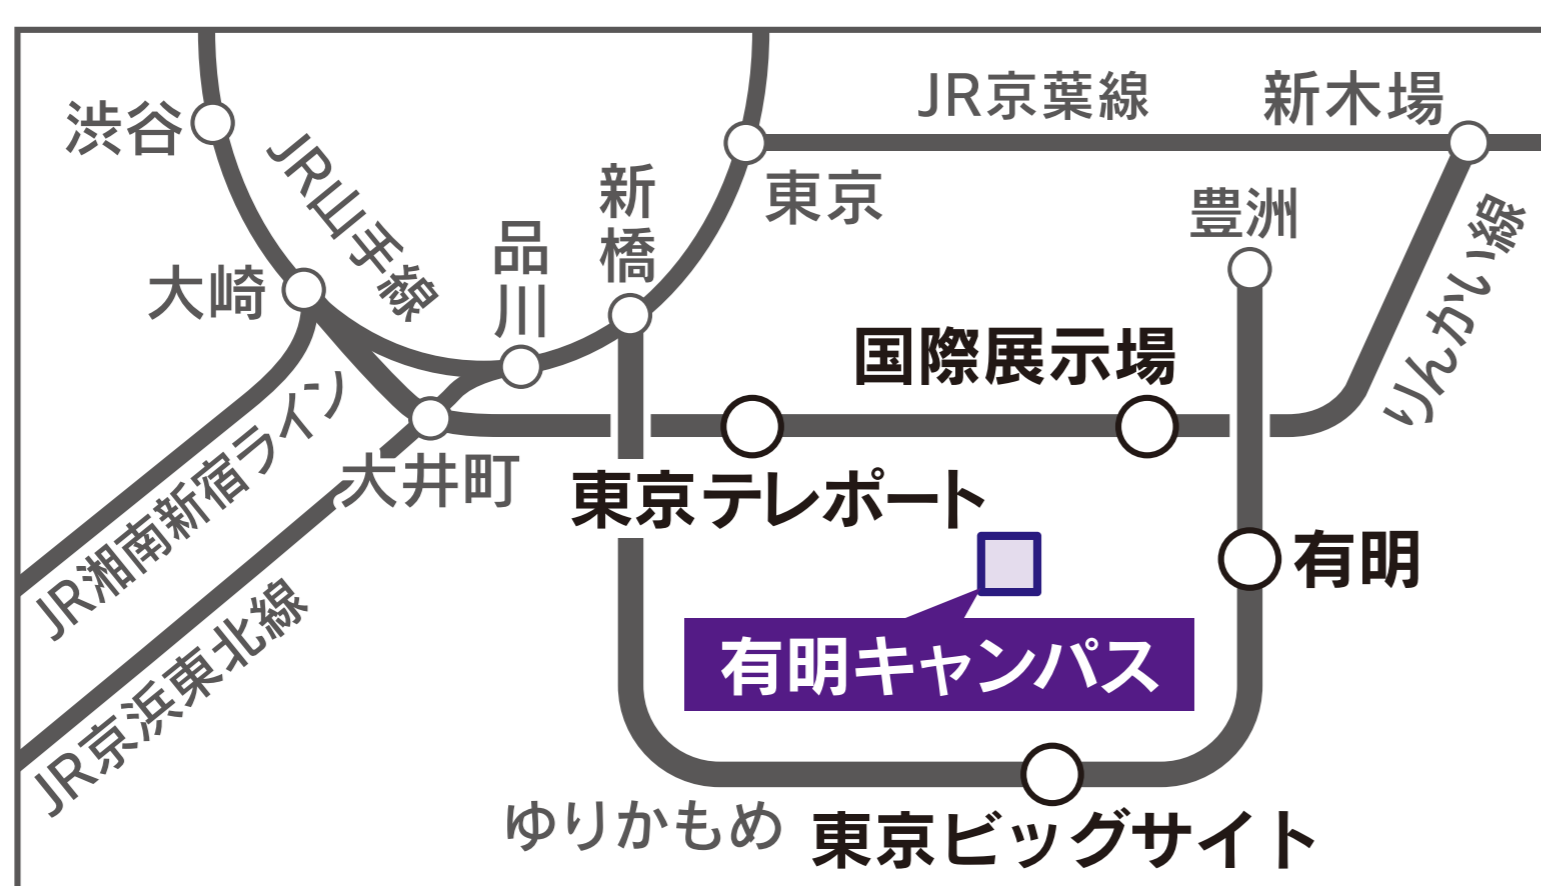 JR京葉線
新木場
渋谷
JR山手線
新橋
東京
豊洲
品川
大崎
りんかい線
国際展示場
JR湘南新宿ライン
大井町
東京テレポート
有明
JR京浜東北線
有明キャンパス
ゆりかもめ
東京ビッグサイト